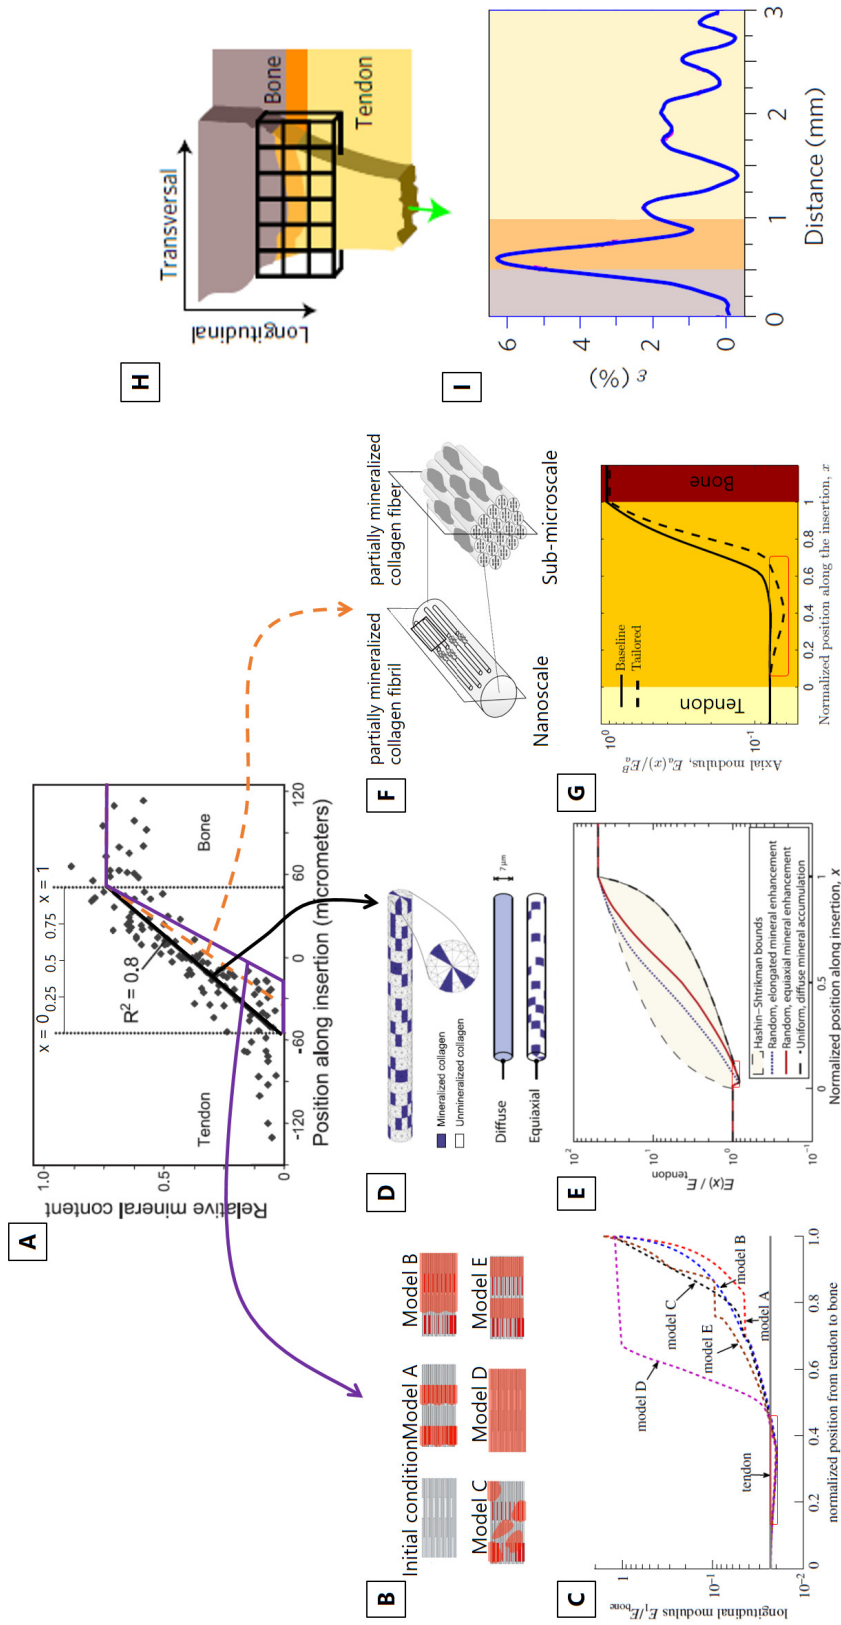 A
Relative mineral content
1.0
0.5
0
x = 0
0.25
0.5
0.75
x = 1
R² = 0.8
Tendon
Bone
-120
-60
0
60
120
Position along insertion (micrometers)
B
Initial condition
Model A
Model B
Model C
Model D
Model E
C
longitudinal modulus E₁/Ebone
1
10⁻¹
10⁻²
model D
model C
model E
model B
model A
tendon
0
0.2
0.4
0.6
0.8
1.0
normalized position from tendon to bone
D
Mineralized collagen
Unmineralized collagen
Diffuse
7 μm
Equiaxial
E
E(x) / Etendon
10²
10¹
10⁰
10⁻¹
Hashin−Shtrikman bounds
Random, elongated mineral enhancement
Random, equiaxial mineral enhancement
Uniform, diffuse mineral accumulation
0
0.5
1
Normalized position along insertion, x
F
partially mineralized
collagen fibril
partially mineralized
collagen fiber
Nanoscale
Sub-microscale
G
Axial modulus, Eₐ(x)/EₐB
10⁰
10⁻¹
Baseline
Tailored
Tendon
Bone
0
0.2
0.4
0.6
0.8
1
Normalized position along the insertion, x
H
Transversal
Longitudinal
Bone
Tendon
I
ε (%)
6
4
2
0
0
1
2
3
Distance (mm)